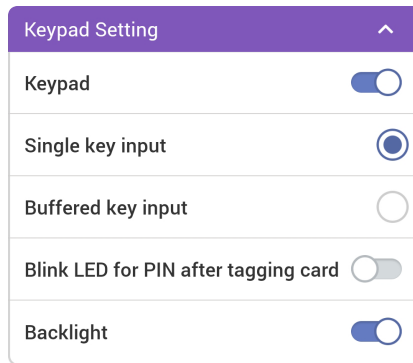 Keypad Setting
Keypad
Single key input
Buffered key input
Blink LED for PIN after tagging card
Backlight